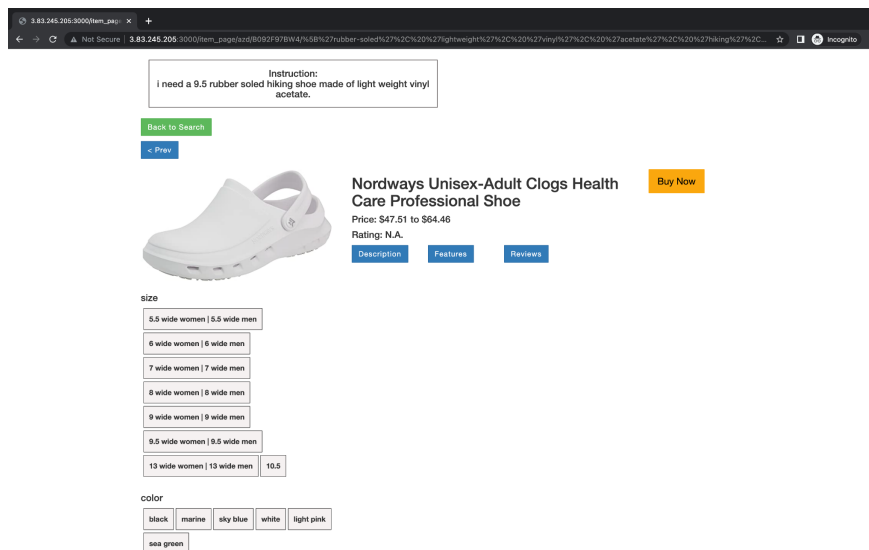 3.83.245.205:3000/item_page
Not Secure | 3.83.245.205:3000/item_page/azd/B092F97BW4/%5B%27rubber-soled%27%2C%20%27lightweight%27%2C%20%27vinyl%27%2C%20%27acetate%27%2C%20%27hiking%27%2C...
Incognito
Instruction:
i need a 9.5 rubber soled hiking shoe made of light weight vinyl
acetate.
Back to Search
< Prev
Nordways Unisex-Adult Clogs Health
Care Professional Shoe
Buy Now
Price: $47.51 to $64.46
Rating: N.A.
Description Features Reviews
size
5.5 wide women | 5.5 wide men
6 wide women | 6 wide men
7 wide women | 7 wide men
8 wide women | 8 wide men
9 wide women | 9 wide men
9.5 wide women | 9.5 wide men
13 wide women | 13 wide men 10.5
color
black marine sky blue white light pink
sea green